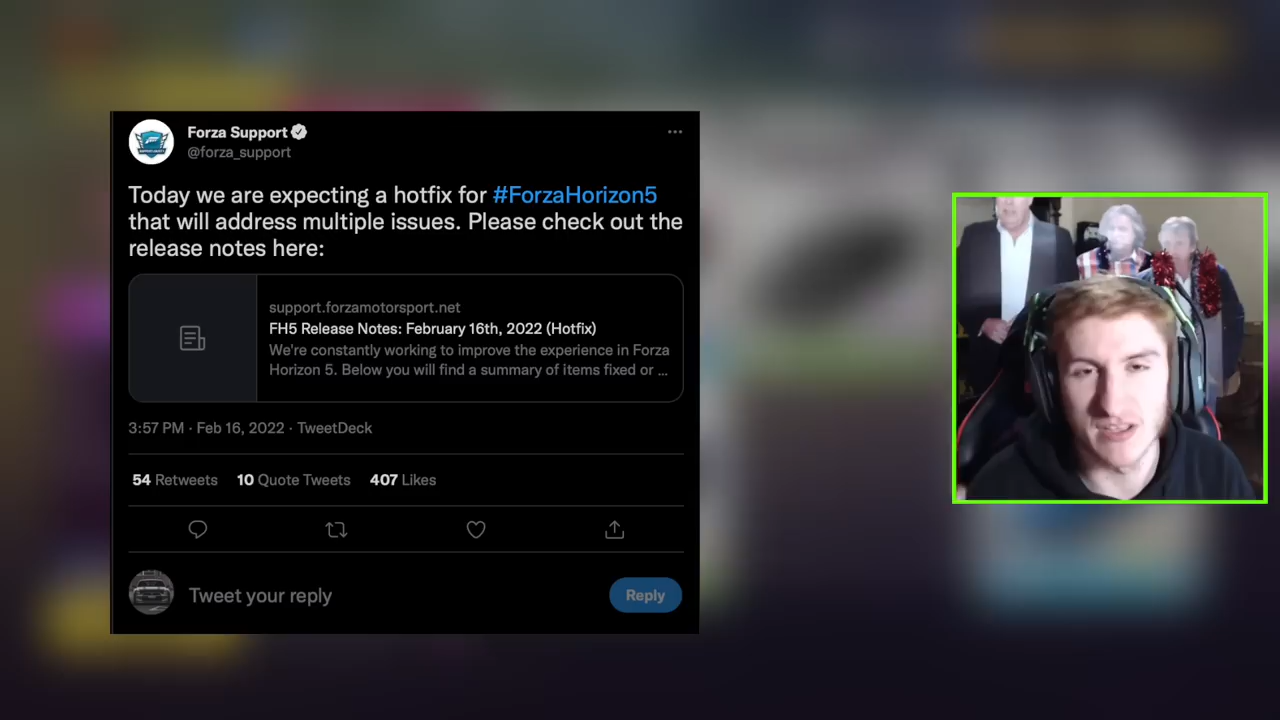 Forza Support
@forza_support
Today we are expecting a hotfix for #ForzaHorizon5
that will address multiple issues. Please check out the
release notes here:
support.forzamotorsport.net
FH5 Release Notes: February 16th, 2022 (Hotfix)
We're constantly working to improve the experience in Forza
Horizon 5. Below you will find a summary of items fixed or ...
3:57 PM · Feb 16, 2022 · TweetDeck
54 Retweets 10 Quote Tweets 407 Likes
Tweet your reply
Reply